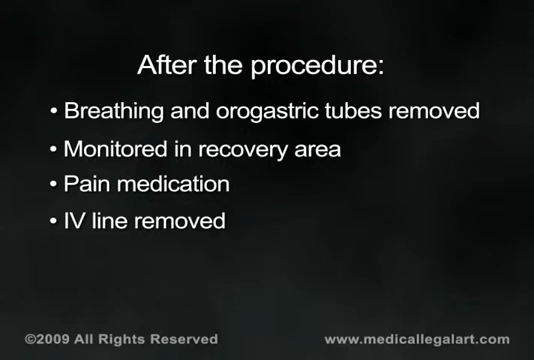 After the procedure:
• Breathing and orogastric tubes removed
• Monitored in recovery area
• Pain medication
• IV line removed
©2009 All Rights Reserved www.medicallegalart.com